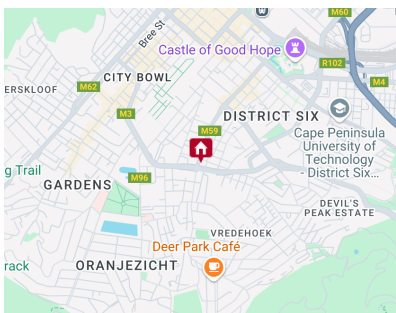 M60
Bree St
Castle of Good Hope
R102
CITY BOWL
M62
M4
ERSKLOOF
M3
DISTRICT SIX
M59
Cape Peninsula
University of
Technology
- District Six...
g Trail
M96
GARDENS
DEVIL'S
PEAK ESTATE
VREDEHOEK
Deer Park Café
ORANJEZICHT
rack